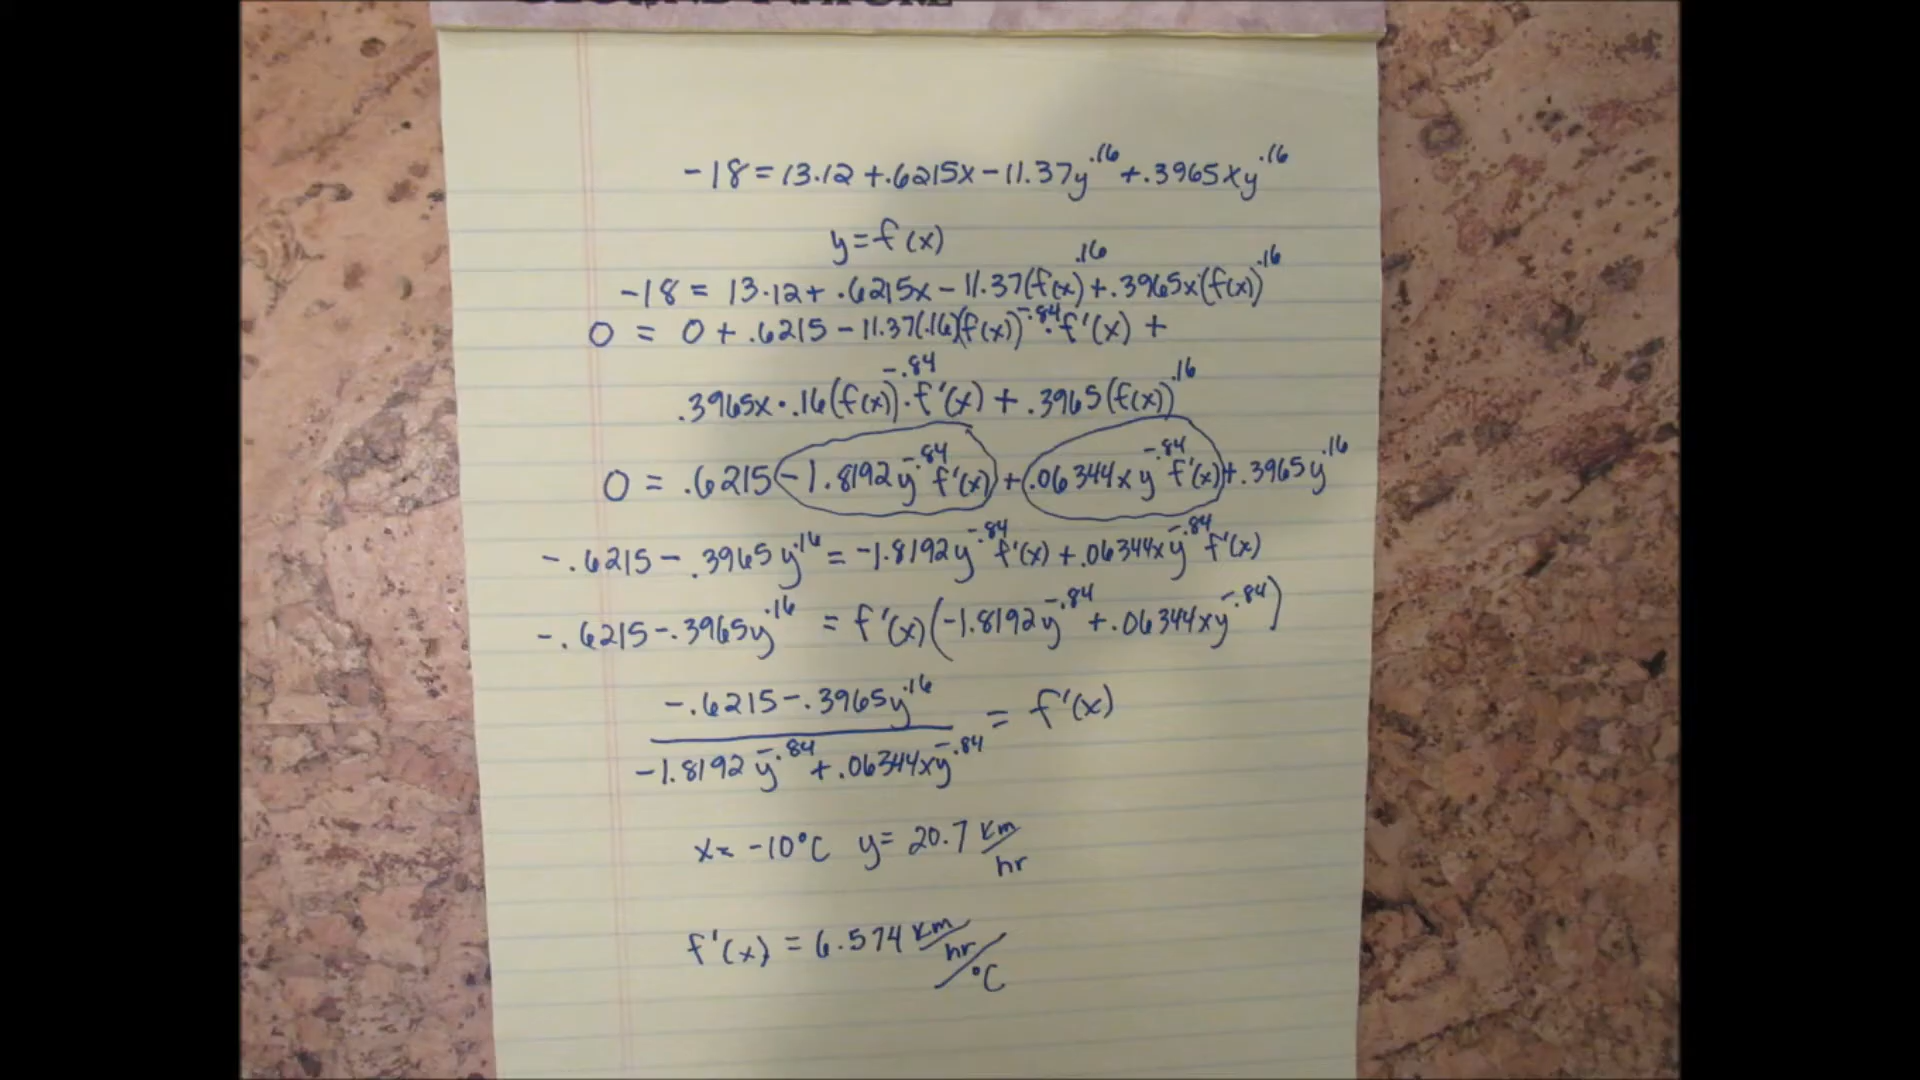 -18 = 13.12 + .6215x - 11.37y^.16 + .3965xy^.16
y = f(x)
-18 = 13.12 + .6215x - 11.37(f(x))^.16 + .3965x(f(x))^.16
0 = 0 + .6215 - 11.37(.16)(f(x))^-.84 · f'(x) +
.3965x · .16(f(x))^-.84 · f'(x) + .3965(f(x))^.16
0 = .6215 - 1.8192y^-.84 f'(x) + .06344xy^-.84 f'(x) + .3965y^.16
-.6215 - .3965y^.16 = -1.8192y^-.84 f'(x) + .06344xy^-.84 f'(x)
-.6215 - .3965y^.16 = f'(x)(-1.8192y^-.84 + .06344xy^-.84)
-.6215 - .3965y^.16 / -1.8192y^-.84 + .06344xy^-.84 = f'(x)
x = -10°C y = 20.7 km/hr
f'(x) = 6.574 km/hr/°C